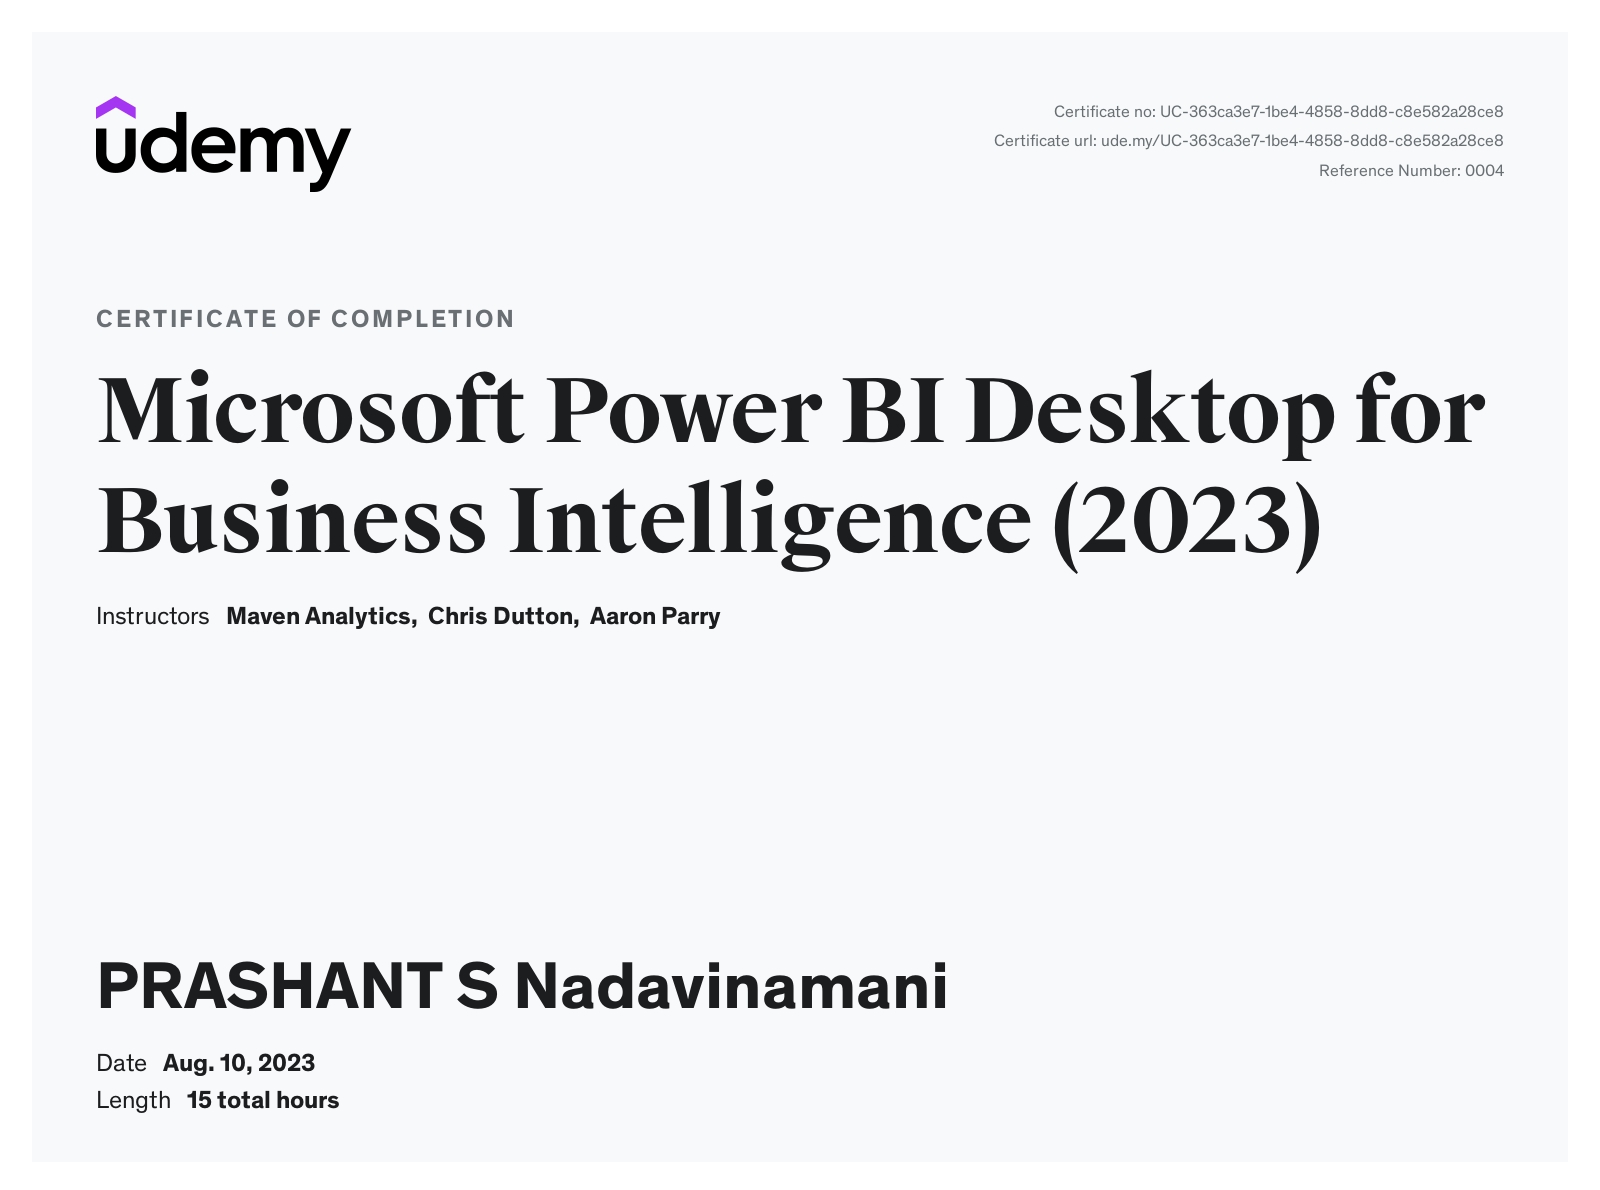 udemy
Certificate no: UC-363ca3e7-1be4-4858-8dd8-c8e582a28ce8
Certificate url: ude.my/UC-363ca3e7-1be4-4858-8dd8-c8e582a28ce8
Reference Number: 0004
CERTIFICATE OF COMPLETION
Microsoft Power BI Desktop for
Business Intelligence (2023)
Instructors Maven Analytics, Chris Dutton, Aaron Parry
PRASHANT S Nadavinamani
Date Aug. 10, 2023
Length 15 total hours